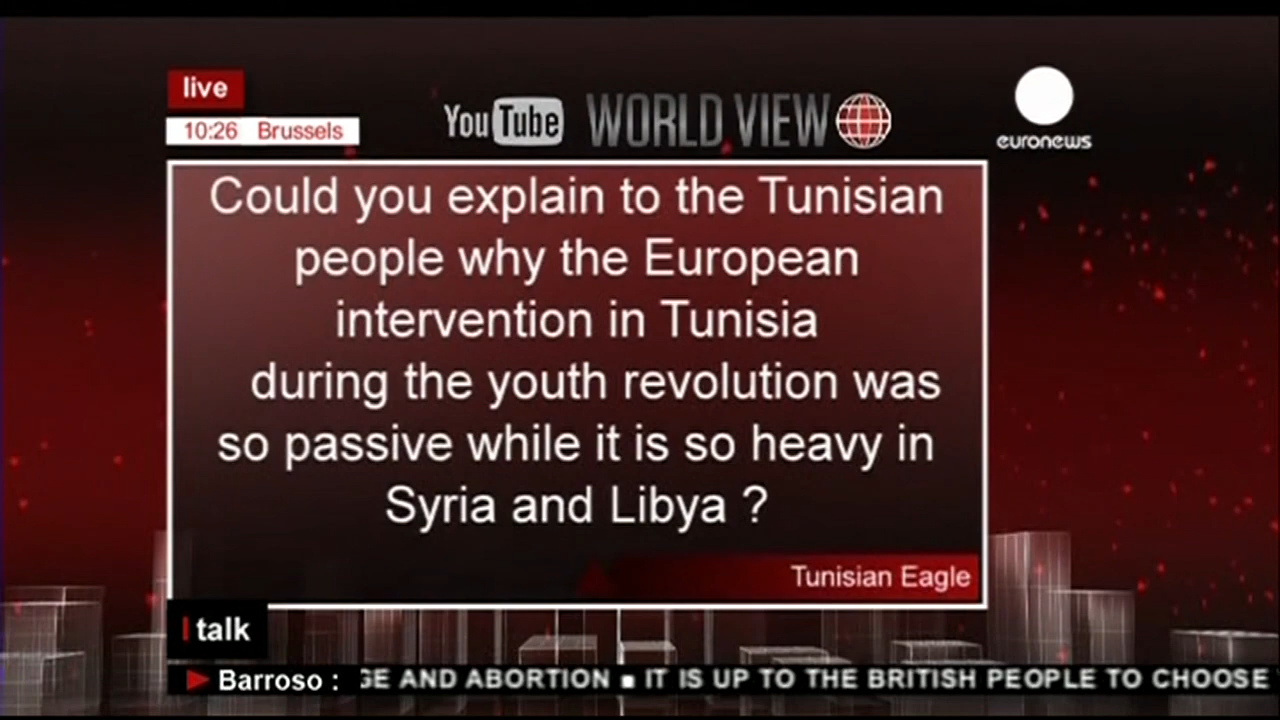 live
10:26 Brussels
YouTube WORLD VIEW
euronews
Could you explain to the Tunisian
people why the European
intervention in Tunisia
during the youth revolution was
so passive while it is so heavy in
Syria and Libya ?
Tunisian Eagle
I talk
Barroso : GE AND ABORTION ■ IT IS UP TO THE BRITISH PEOPLE TO CHOOSE